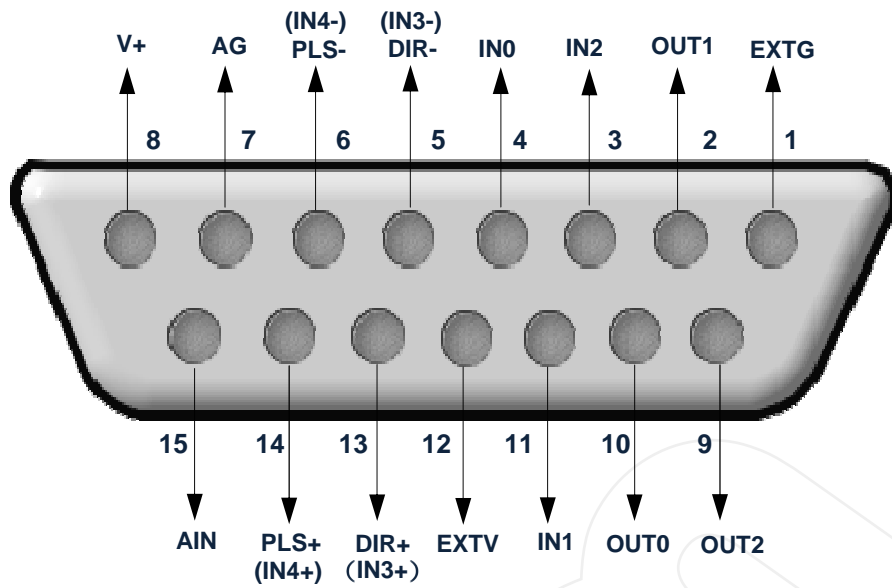 (IN4-) (IN3-)
V+ AG PLS- DIR- IN0 IN2 OUT1 EXTG
8 7 6 5 4 3 2 1
15 14 13 12 11 10 9
AIN PLS+ DIR+ EXTV IN1 OUT0 OUT2
(IN4+) （IN3+）